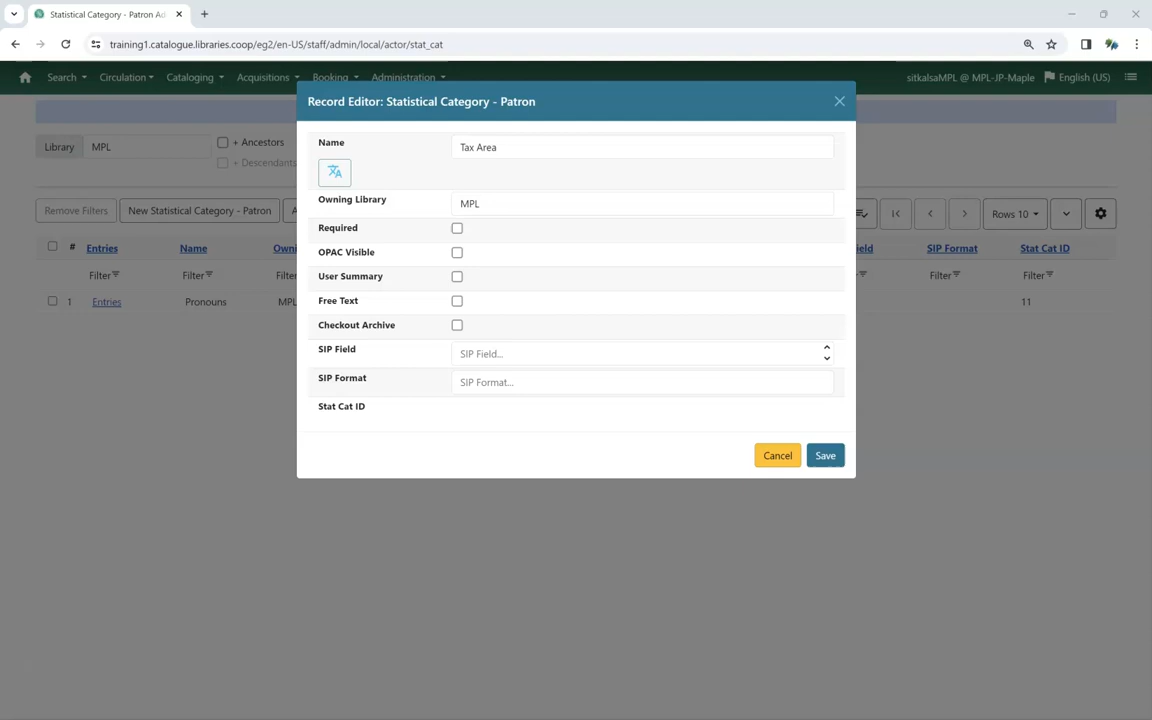 Statistical Category - Patron Ad
training1.catalogue.libraries.coop/eg2/en-US/staff/admin/local/actor/stat_cat
Search Circulation Cataloging Acquisitions Booking Administration sitkalsaMPL @ MPL-JP-Maple English (US)
Record Editor: Statistical Category - Patron
Library MPL + Ancestors
+ Descendants
Name Tax Area
Owning Library MPL
Required
OPAC Visible
User Summary
Free Text
Checkout Archive
SIP Field SIP Field...
SIP Format SIP Format...
Stat Cat ID
Cancel Save
Remove Filters New Statistical Category - Patron A Rows 10
# Entries Name Owni eld SIP Format Stat Cat ID
Filter Filter Filter Filter Filter
1 Entries Pronouns MPL 11